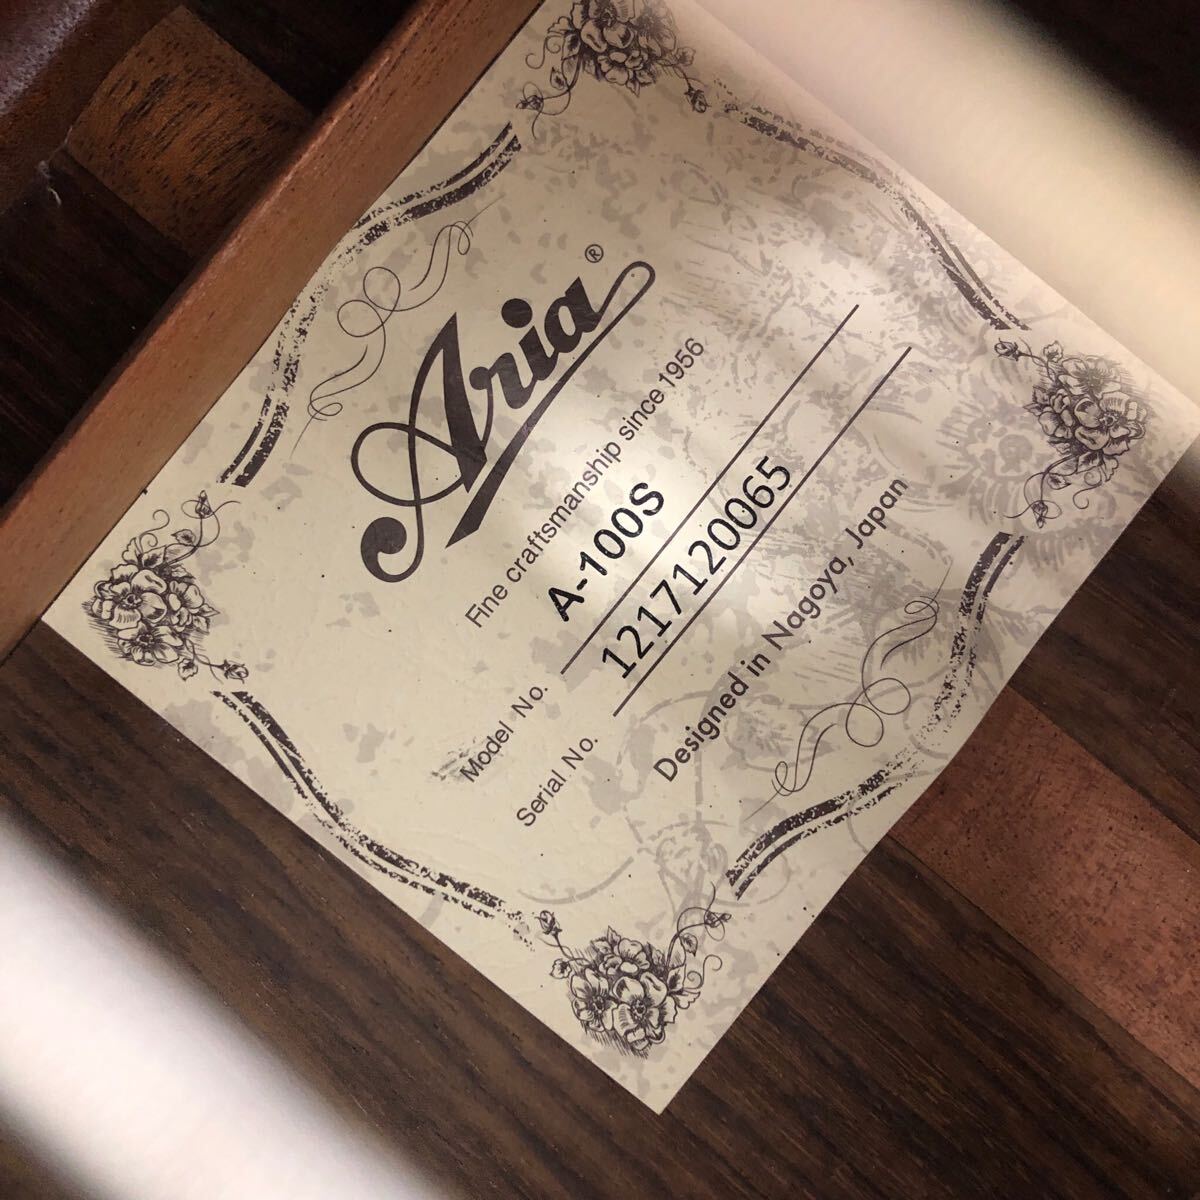 Aria®
Fine craftsmanship since 1956
Model No. A-100S
Serial No. 1217120065
Designed in Nagoya, Japan